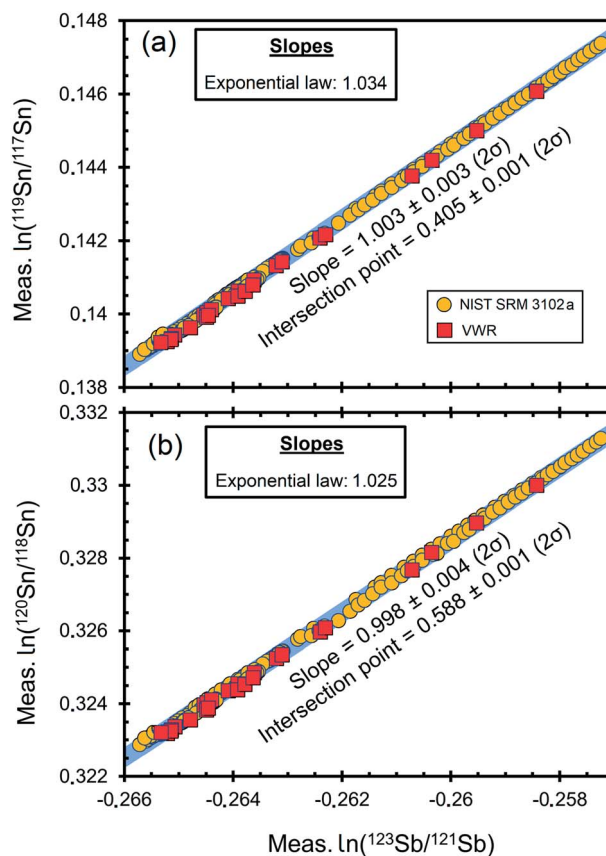 (a)
Slopes
Exponential law: 1.034
0.148
0.146
0.144
0.142
0.14
0.138
Meas. ln(¹¹⁹Sn/¹¹⁷Sn)
Slope = 1.003 ± 0.003 (2σ)
Intersection point = 0.405 ± 0.001 (2σ)
NIST SRM 3102a
VWR
(b)
Slopes
Exponential law: 1.025
0.332
0.33
0.328
0.326
0.324
0.322
Meas. ln(¹²⁰Sn/¹¹⁸Sn)
Slope = 0.998 ± 0.004 (2σ)
Intersection point = 0.588 ± 0.001 (2σ)
-0.266 -0.264 -0.262 -0.26 -0.258
Meas. ln(¹²³Sb/¹²¹Sb)